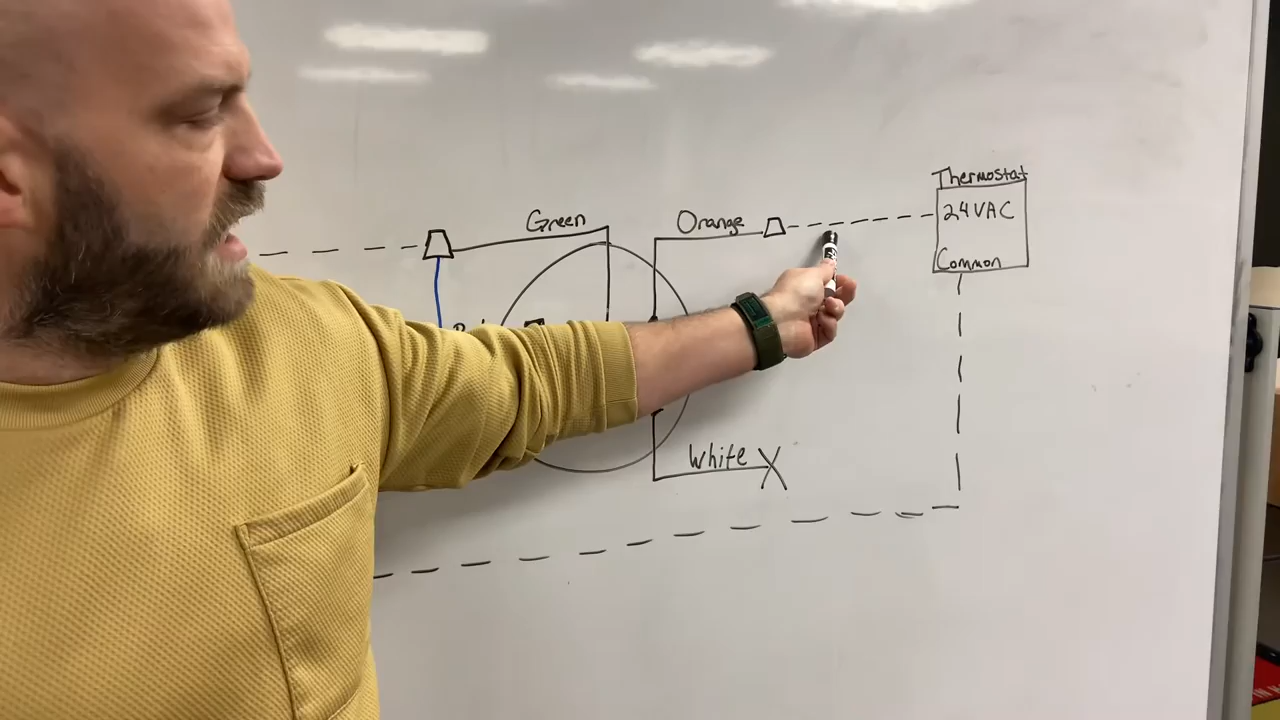 Thermostat
24VAC
Common
Green
Orange
White X